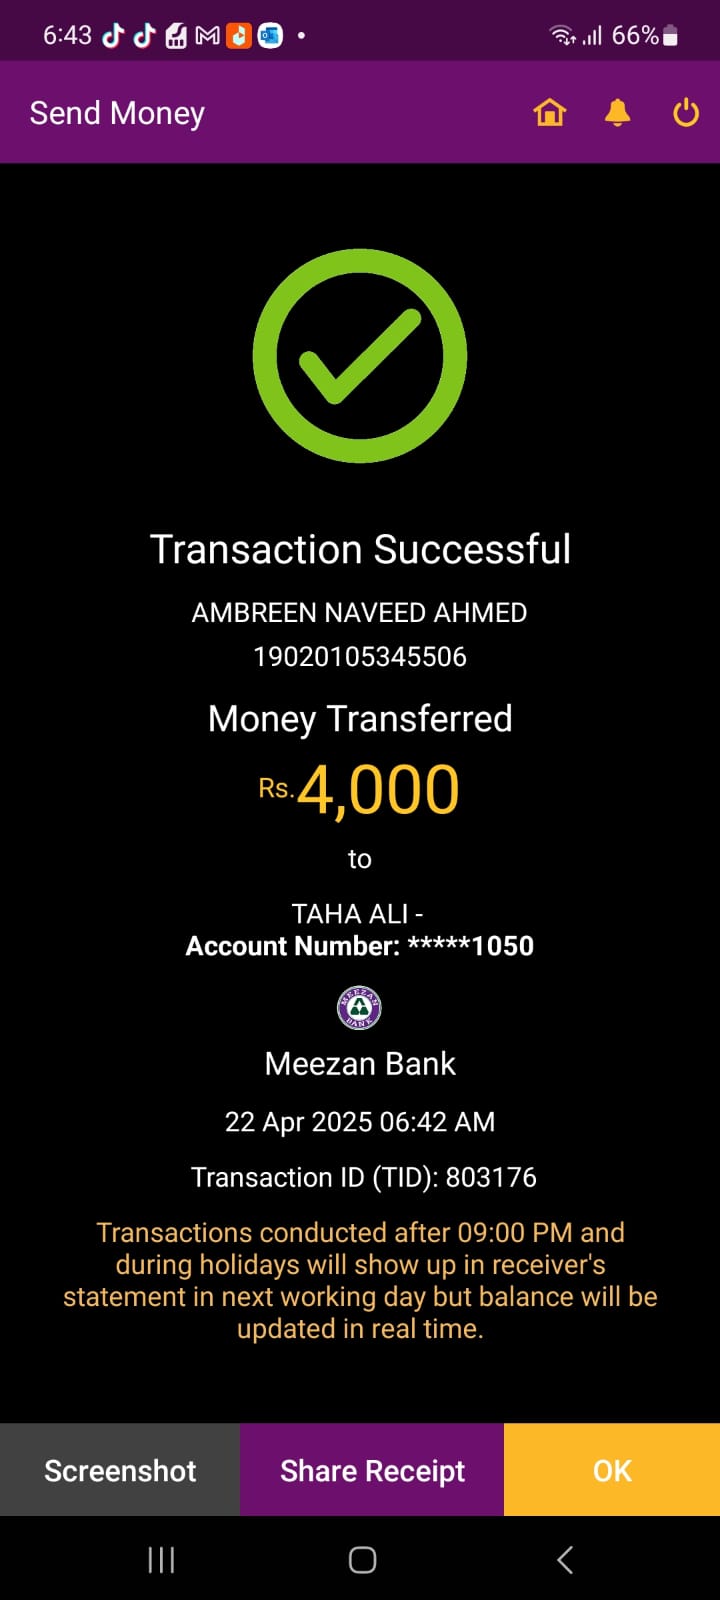 6:43
66%
Send Money
Transaction Successful
AMBREEN NAVEED AHMED
19020105345506
Money Transferred
Rs.4,000
to
TAHA ALI -
Account Number: *****1050
MEEZAN BANK
Meezan Bank
22 Apr 2025 06:42 AM
Transaction ID (TID): 803176
Transactions conducted after 09:00 PM and
during holidays will show up in receiver's
statement in next working day but balance will be
updated in real time.
Screenshot
Share Receipt
OK